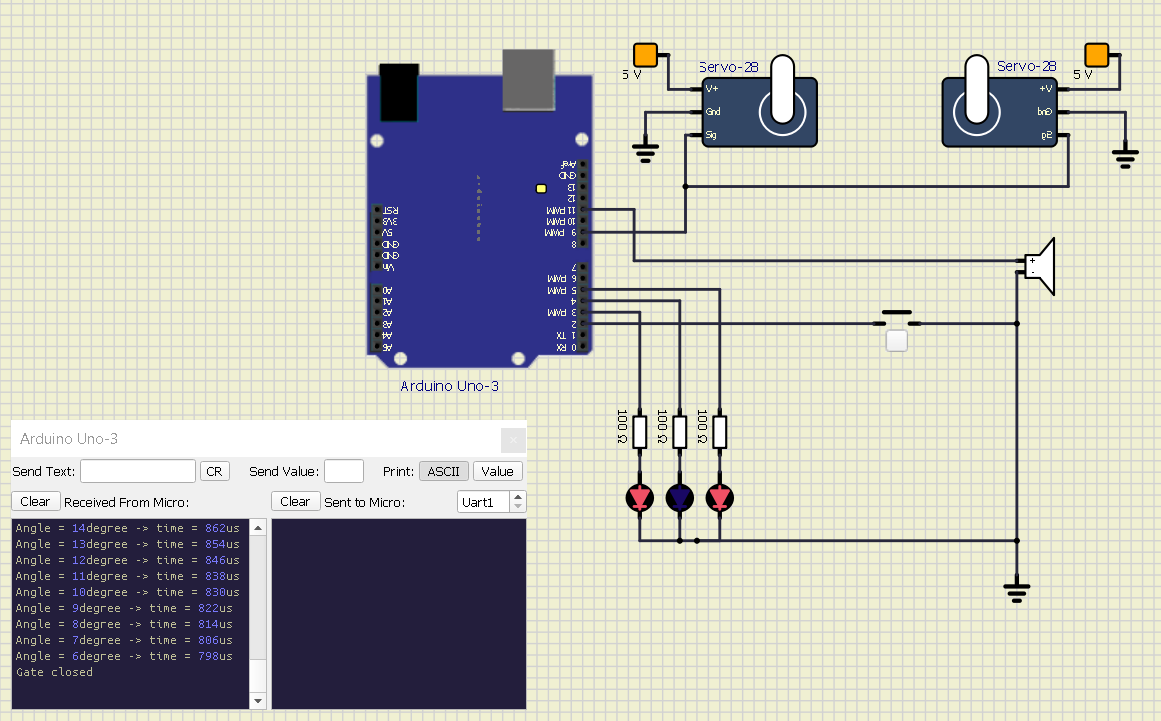 5 V
Servo-28
V+
Gnd
Sig
Servo-28
5 V
V+
Gnd
Sig
Aref
GND
13
12
11 PWM
10 PWM
9 PWM
8
7
6 PWM
5 PWM
4
3 PWM
2
1 TX
0 RX
RST
3V3
5V
GND
GND
Vin
A0
A1
A2
A3
A4
A5
Arduino
Arduino Uno-3
+
-
100 Ω
100 Ω
100 Ω
Arduino Uno-3
×
Send Text: CR Send Value: Print: ASCII Value
Clear Received From Micro: Clear Sent to Micro: Uart1
Angle = 14degree -> time = 862us
Angle = 13degree -> time = 854us
Angle = 12degree -> time = 846us
Angle = 11degree -> time = 838us
Angle = 10degree -> time = 830us
Angle = 9degree -> time = 822us
Angle = 8degree -> time = 814us
Angle = 7degree -> time = 806us
Angle = 6degree -> time = 798us
Gate closed